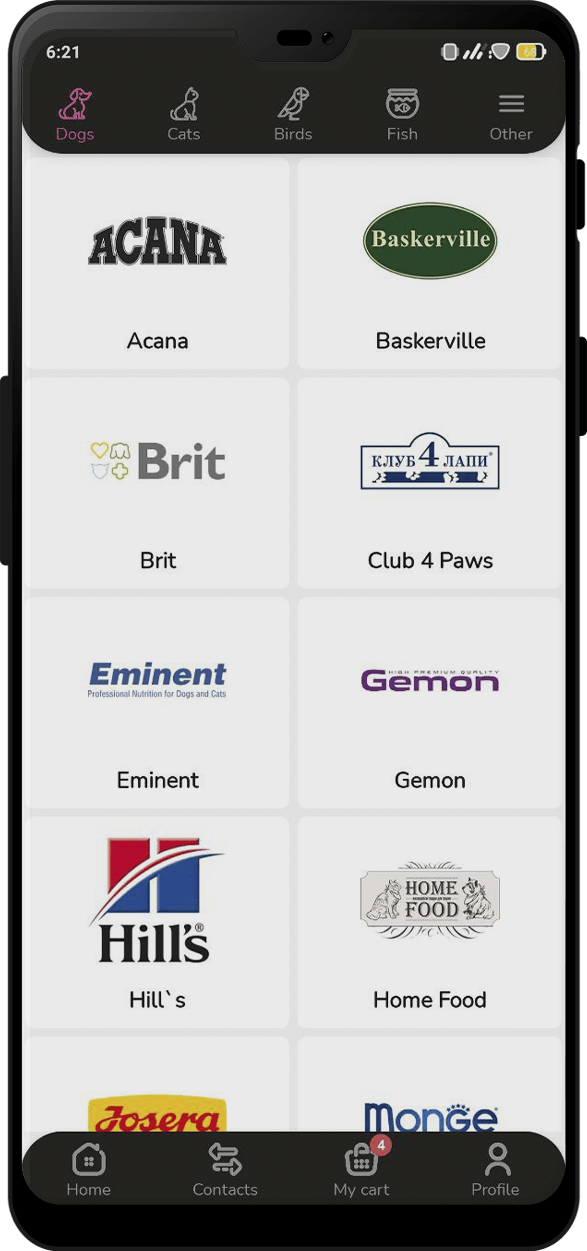 6:21
68
Dogs
Cats
Birds
Fish
Other
ACANA
Baskerville
Acana
Baskerville
Brit
КЛУБ 4 ЛАПИ®
Brit
Club 4 Paws
Eminent
Professional Nutrition for Dogs and Cats
HIGH PREMIUM QUALITY
Gemon
Eminent
Gemon
Hill's®
HOME
FOOD
Hill`s
Home Food
Josera
Monge
4
Home
Contacts
My cart
Profile